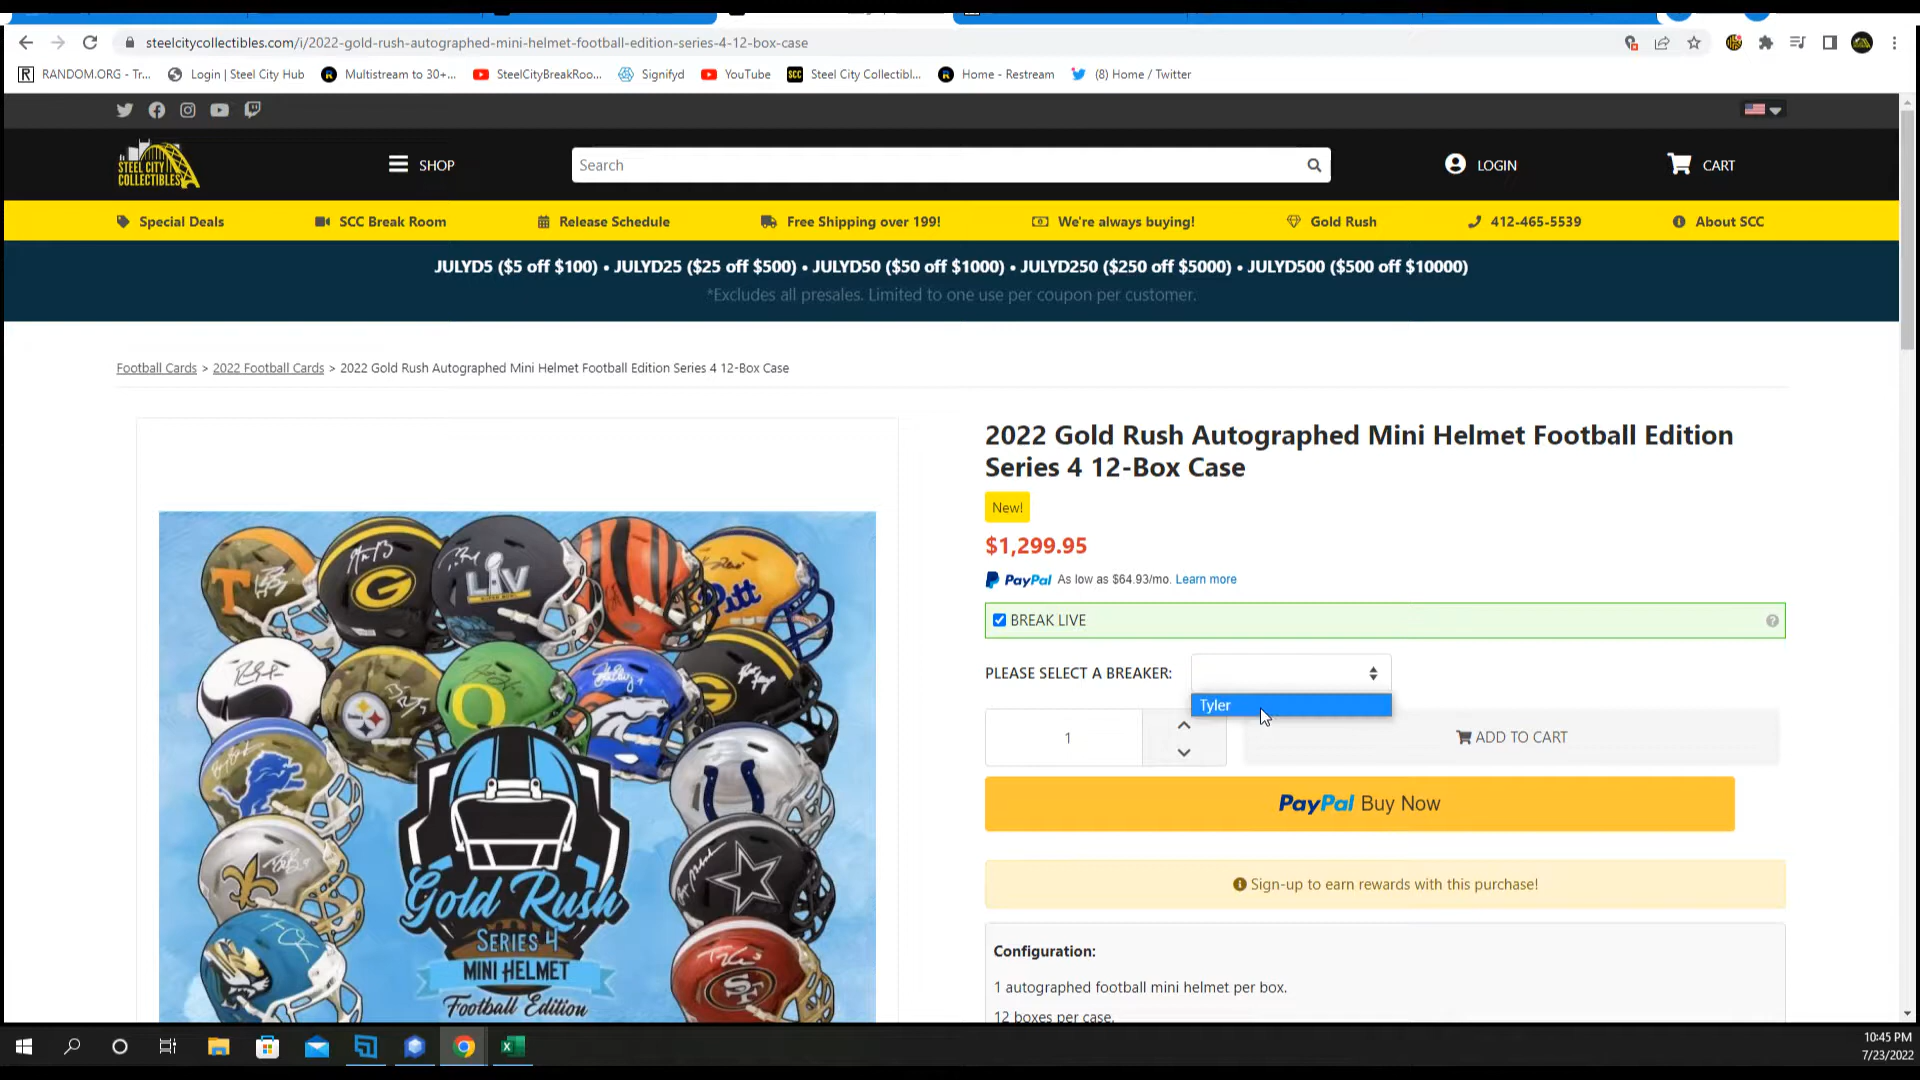 steelcitycollectibles.com/i/2022-gold-rush-autographed-mini-helmet-football-edition-series-4-12-box-case
RANDOM.ORG - Tr...
Login | Steel City Hub
Multistream to 30+...
SteelCityBreakRoo...
Signifyd
YouTube
SCC Steel City Collectibl...
Home - Restream
(8) Home / Twitter
STEEL CITY
COLLECTIBLES
SHOP
Search
LOGIN
CART
Special Deals
SCC Break Room
Release Schedule
Free Shipping over 199!
We're always buying!
Gold Rush
412-465-5539
About SCC
JULYD5 ($5 off $100) • JULYD25 ($25 off $500) • JULYD50 ($50 off $1000) • JULYD250 ($250 off $5000) • JULYD500 ($500 off $10000)
*Excludes all presales. Limited to one use per coupon per customer.
Football Cards > 2022 Football Cards > 2022 Gold Rush Autographed Mini Helmet Football Edition Series 4 12-Box Case
2022 Gold Rush Autographed Mini Helmet Football Edition
Series 4 12-Box Case
New!
$1,299.95
PayPal As low as $64.93/mo. Learn more
BREAK LIVE
PLEASE SELECT A BREAKER:
Tyler
1
ADD TO CART
PayPal Buy Now
Sign-up to earn rewards with this purchase!
Configuration:
1 autographed football mini helmet per box.
12 boxes per case.
T
G
LIV
Pitt
G
O
Gold Rush
SERIES 4
MINI HELMET
Football Edition
SF
10:45 PM
7/23/2022